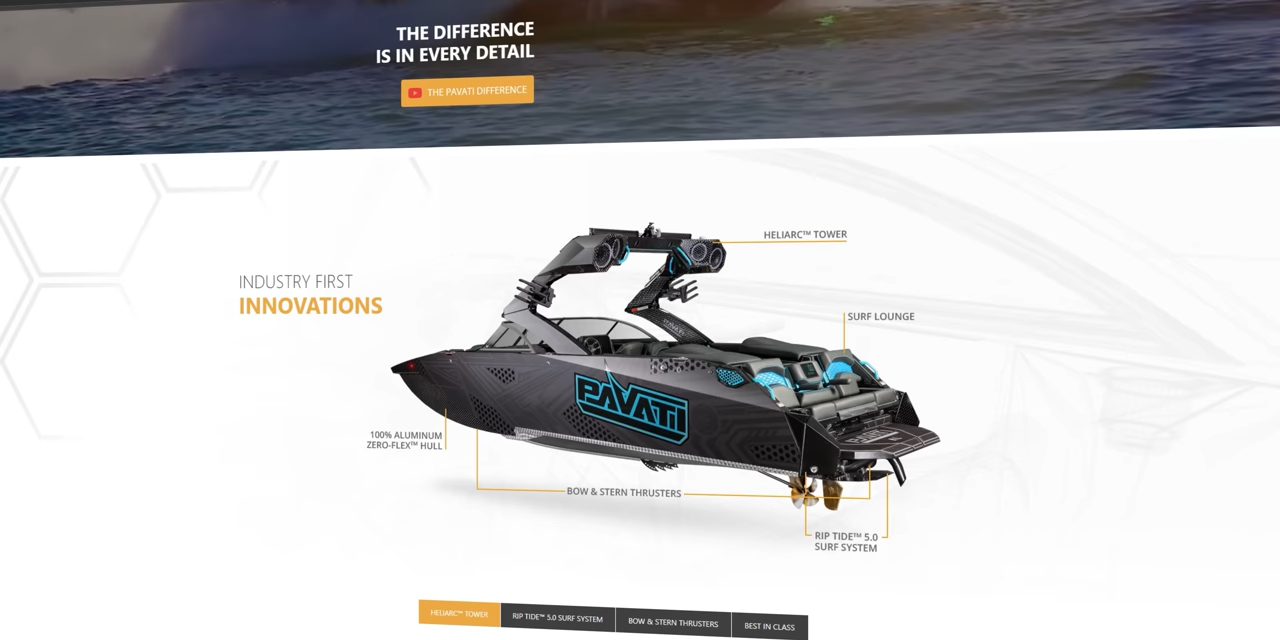 THE DIFFERENCE
IS IN EVERY DETAIL
THE PAVATI DIFFERENCE
HELIARC™ TOWER
INDUSTRY FIRST
INNOVATIONS
SURF LOUNGE
PAVATI
100% ALUMINUM
ZERO-FLEX™ HULL
BOW & STERN THRUSTERS
RIP TIDE™ 5.0
SURF SYSTEM
HELIARC™ TOWER
RIP TIDE™ 5.0 SURF SYSTEM
BOW & STERN THRUSTERS
BEST IN CLASS